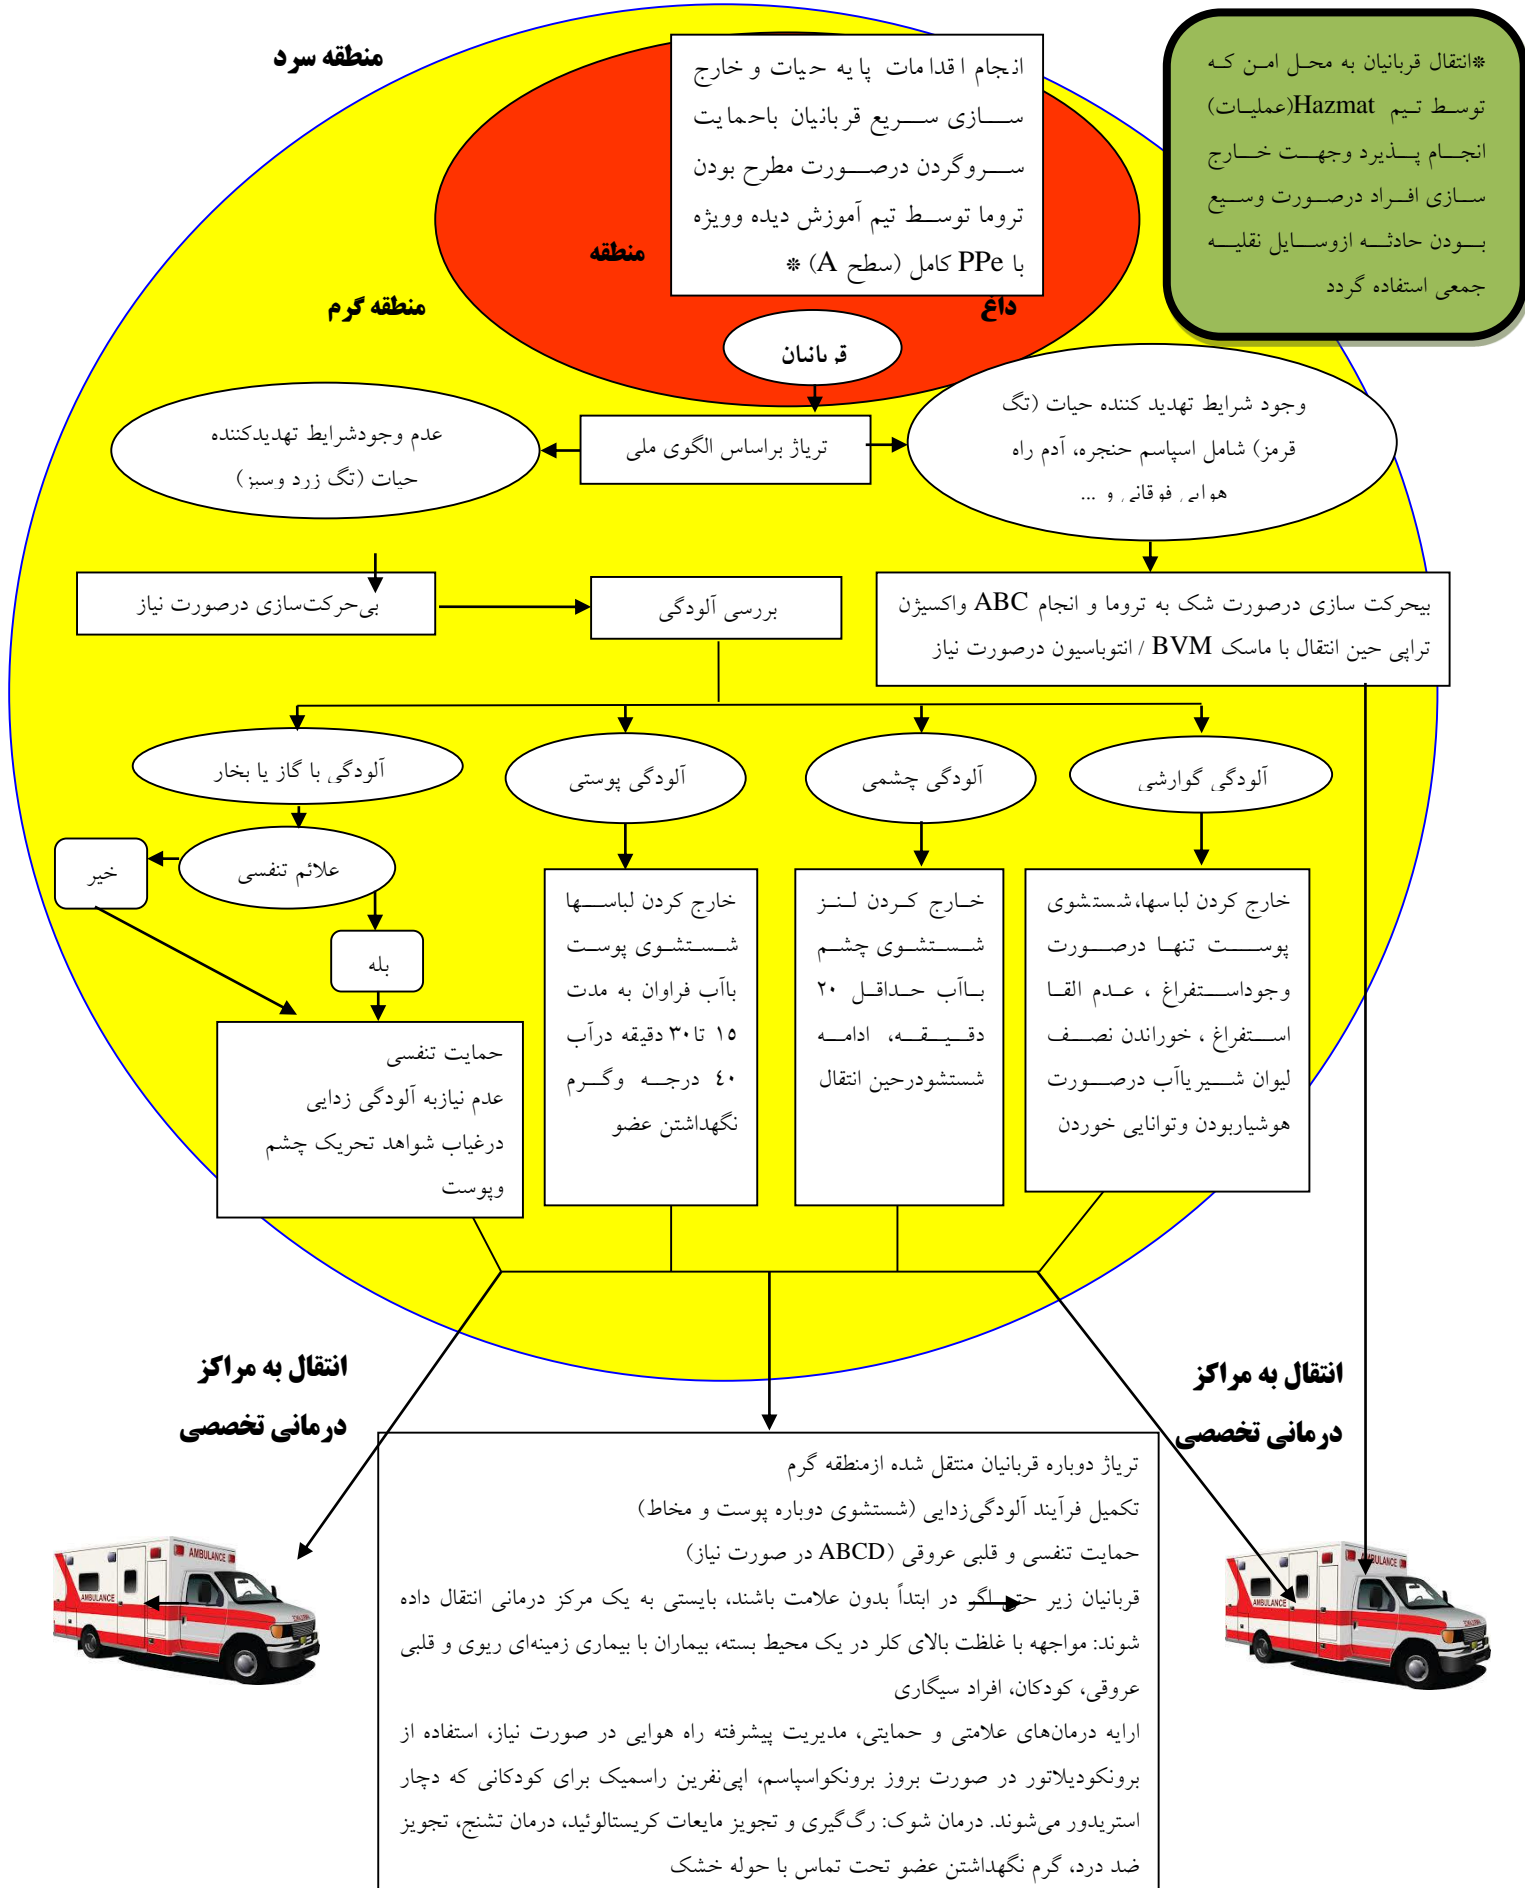 منطقه سرد
انجام اقدامات پایه حیات و خارج
سازی سریع قربانیان باحمایت
سروگردن درصورت مطرح بودن
تروما توسط تیم آموزش دیده وویژه
با PPe کامل (سطح A) *
*انتقال قربانیان به محل امن که
توسط تیم Hazmat(عملیات)
انجام پذیرد وجهت خارج
سازی افراد درصورت وسیع
بودن حادثه ازوسایل نقلیه
جمعی استفاده گردد
منطقه
داغ
منطقه گرم
قربانیان
وجود شرایط تهدید کننده حیات (تگ
قرمز) شامل اسپاسم حنجره، آدم راه
هوایی فوقانی و ...
تریاژ براساس الگوی ملی
عدم وجودشرایط تهدیدکننده
حیات (تگ زرد وسبز)
بیحرکت سازی درصورت شک به تروما و انجام ABC واکسیژن
تراپی حین انتقال با ماسک BVM / انتوباسیون درصورت نیاز
بررسی آلودگی
بی‌حرکت‌سازی درصورت نیاز
آلودگی گوارشی
آلودگی چشمی
آلودگی پوستی
آلودگی با گاز یا بخار
علائم تنفسی
خیر
بله
خارج کردن لباسها،شستشوی
پوست تنها درصورت
وجوداستفراغ ، عدم القا
استفراغ ، خوراندن نصف
لیوان شیریاآب درصورت
هوشیاربودن وتوانایی خوردن
خارج کردن لنز
شستشوی چشم
باآب حداقل ۲۰
دقیقه، ادامه
شستشودرحین انتقال
خارج کردن لباسها
شستشوی پوست
باآب فراوان به مدت
۱۵ تا۳۰ دقیقه درآب
٤۰ درجه وگرم
نگهداشتن عضو
حمایت تنفسی
عدم نیازبه آلودگی زدایی
درغیاب شواهد تحریک چشم
وپوست
انتقال به مراکز
درمانی تخصصی
انتقال به مراکز
درمانی تخصصی
تریاژ دوباره قربانیان منتقل شده ازمنطقه گرم
تکمیل فرآیند آلودگی‌زدایی (شستشوی دوباره پوست و مخاط)
حمایت تنفسی و قلبی عروقی (ABCD در صورت نیاز)
قربانیان زیر حتی اگر در ابتداً بدون علامت باشند، بایستی به یک مرکز درمانی انتقال داده
شوند: مواجهه با غلظت بالای کلر در یک محیط بسته، بیماران با بیماری زمینه‌ای ریوی و قلبی
عروقی، کودکان، افراد سیگاری
ارایه درمان‌های علامتی و حمایتی، مدیریت پیشرفته راه هوایی در صورت نیاز، استفاده از
برونکودیلاتور در صورت بروز برونکواسپاسم، اپی‌نفرین راسمیک برای کودکانی که دچار
استریدور می‌شوند. درمان شوک: رگ‌گیری و تجویز مایعات کریستالوئید، درمان تشنج، تجویز
ضد درد، گرم نگهداشتن عضو تحت تماس با حوله خشک
AMBULANCE
AMBULANCE
AMBULANCE
AMBULANCE